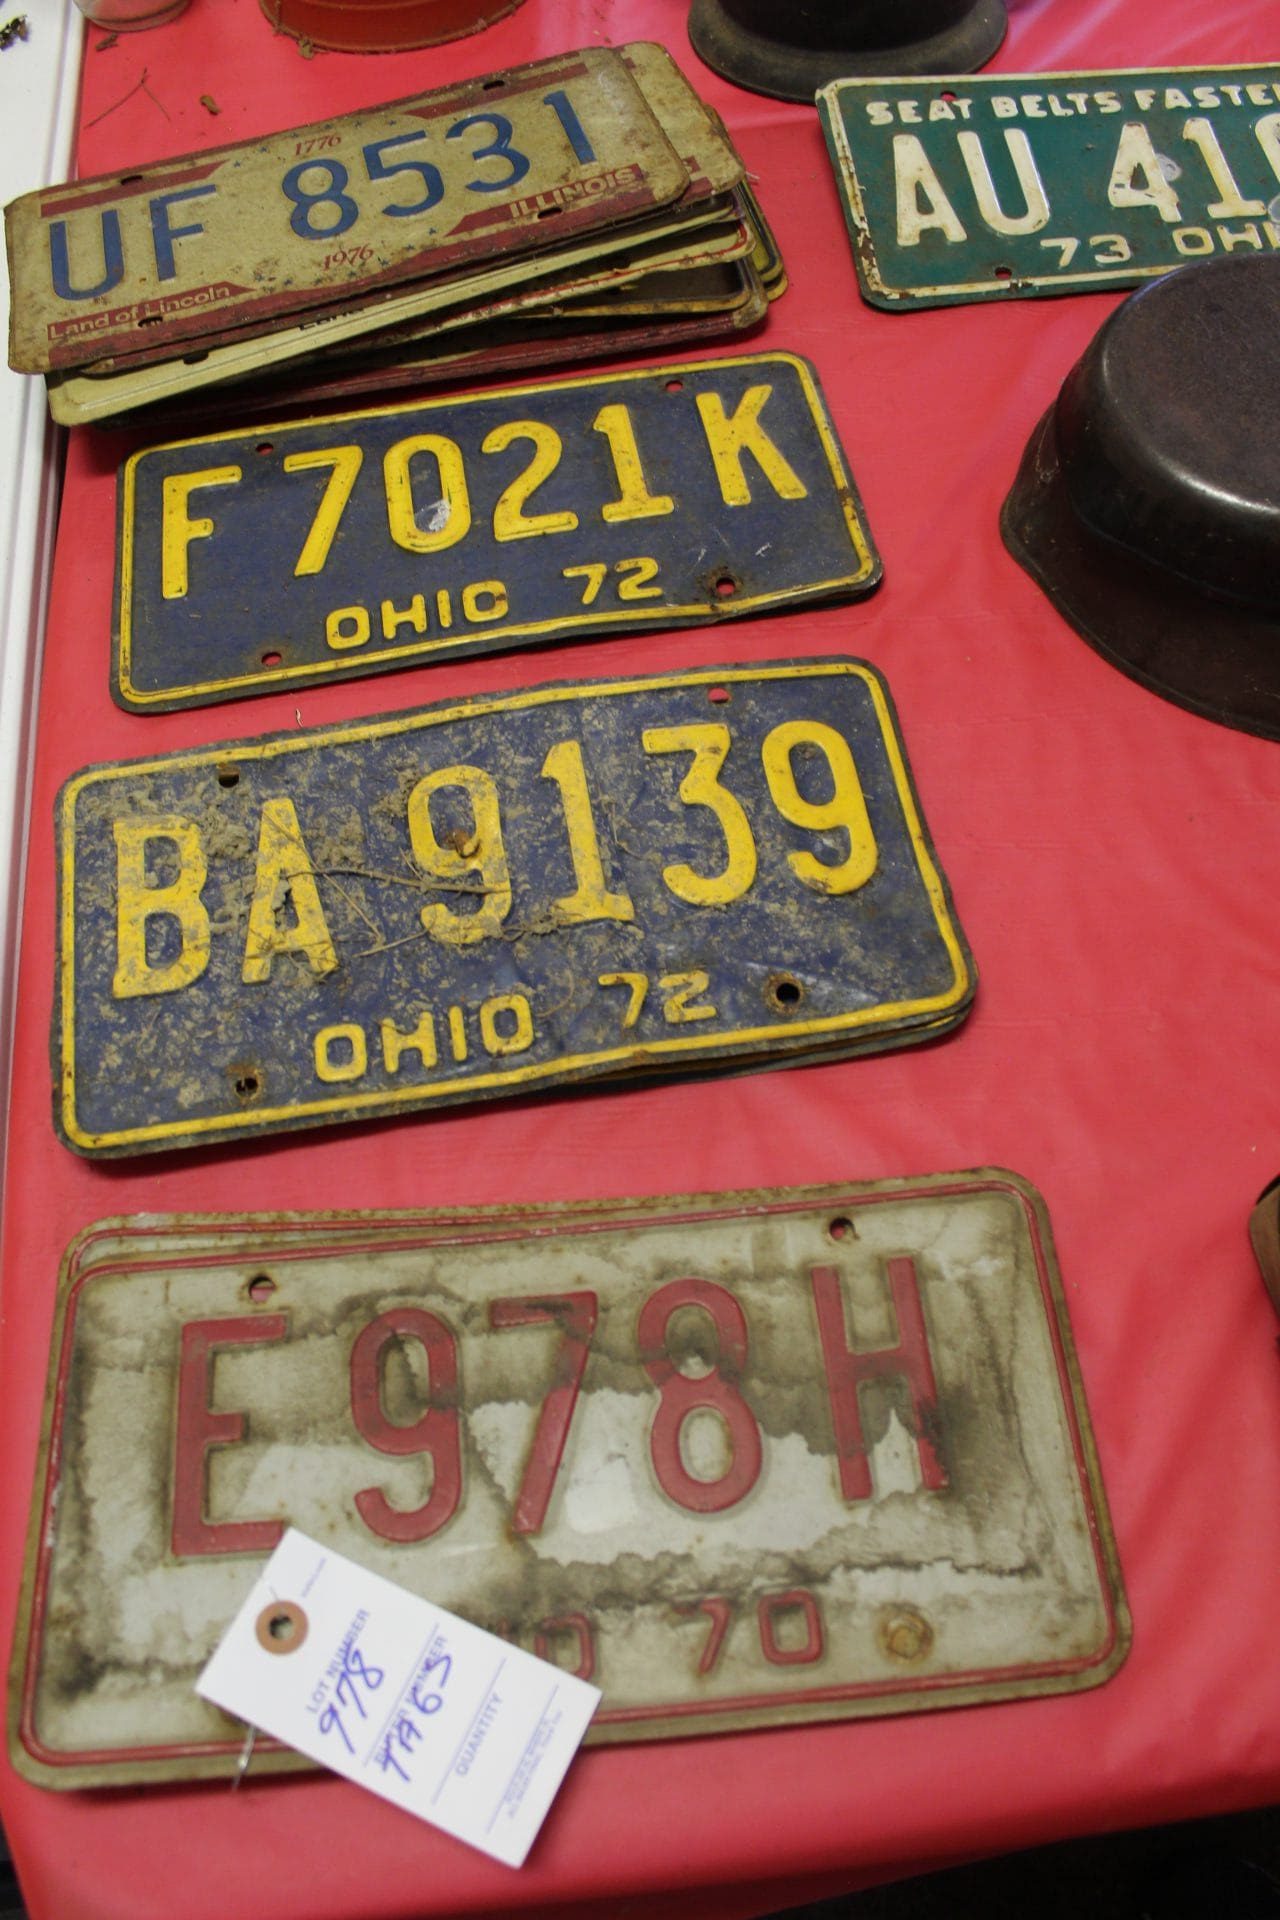 1776
UF 8531
ILLINOIS
1976
Land of Lincoln
SEAT BELTS FASTE
AU 41
73 OHI
F7021K
OHIO 72
BA 9139
OHIO 72
E978H
70
LOT NUMBER
978
QUANTITY